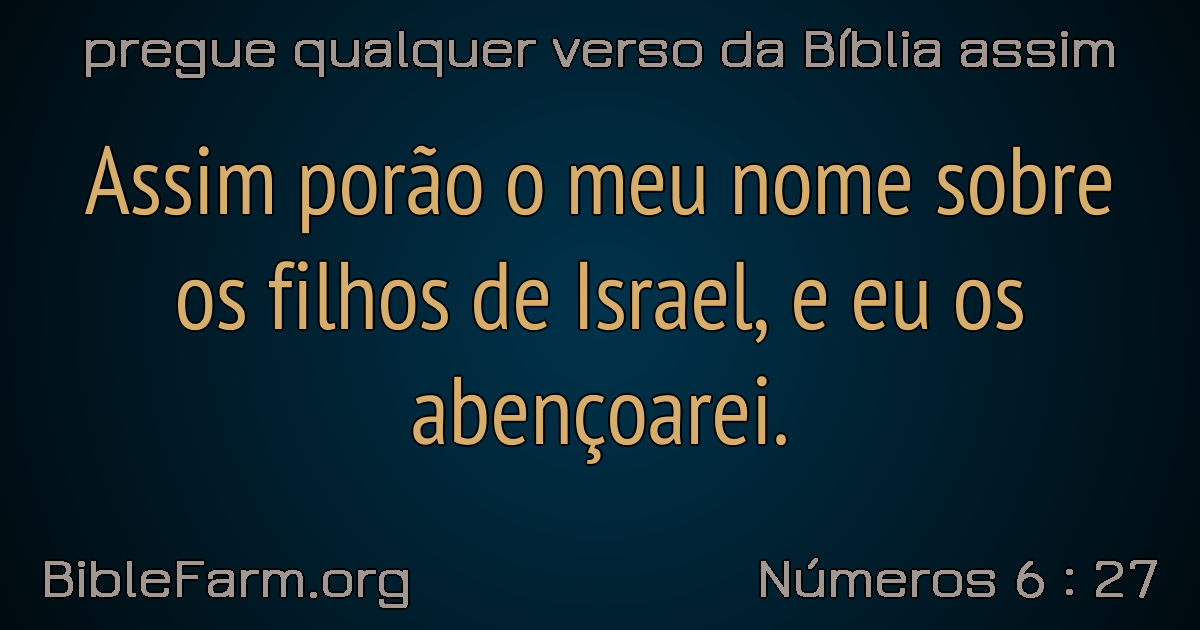 pregue qualquer verso da Bíblia assim
Assim porão o meu nome sobre
os filhos de Israel, e eu os
abençoarei.
BibleFarm.org
Números 6 : 27